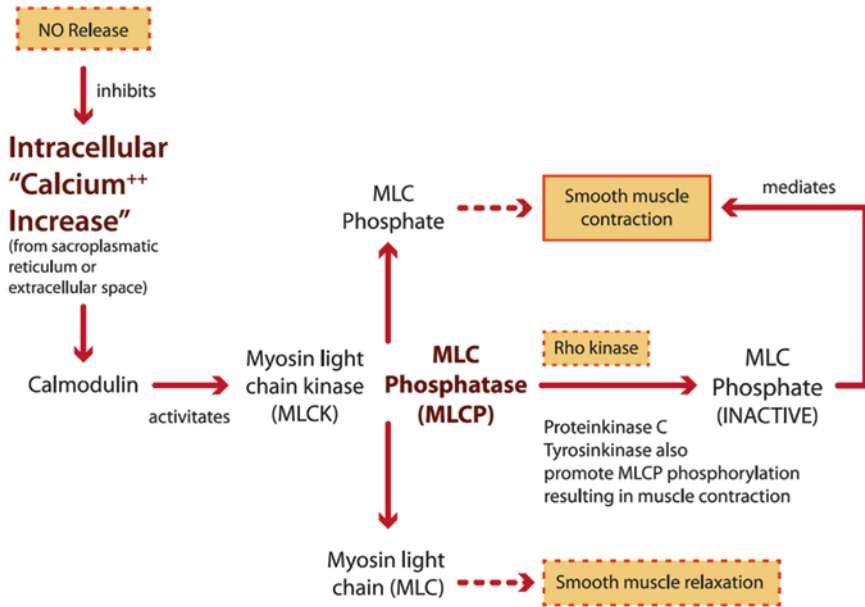 NO Release
inhibits
Intracellular
“Calcium++
Increase”
(from sacroplasmatic
reticulum or
extracellular space)
Calmodulin
activitates
Myosin light
chain kinase
(MLCK)
MLC
Phosphate
Smooth muscle
contraction
mediates
MLC
Phosphatase
(MLCP)
Rho kinase
Proteinkinase C
Tyrosinkinase also
promote MLCP phosphorylation
resulting in muscle contraction
MLC
Phosphate
(INACTIVE)
Myosin light
chain (MLC)
Smooth muscle relaxation